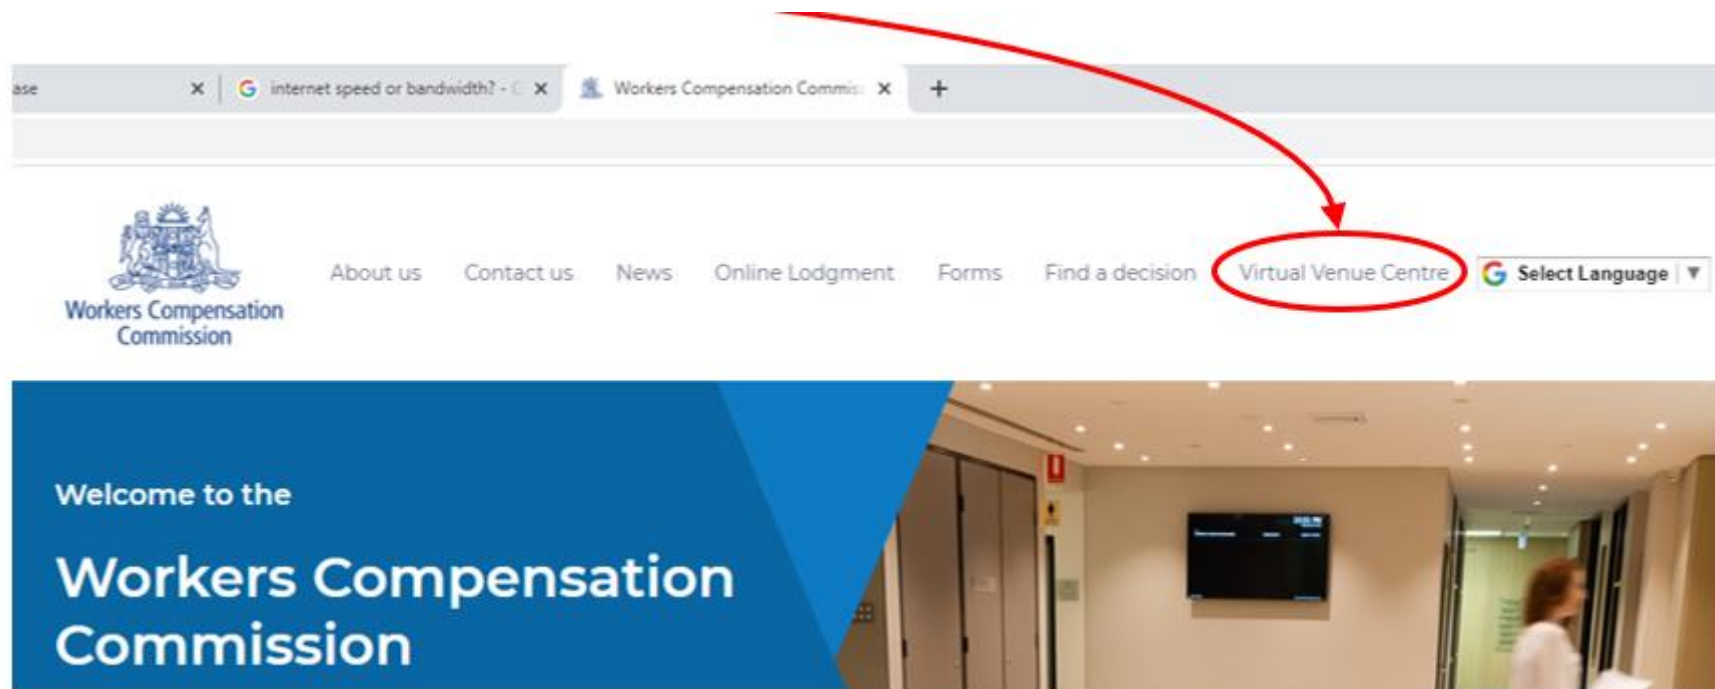 ase
internet speed or bandwidth? - G
Workers Compensation Commis
About us Contact us News Online Lodgment Forms Find a decision Virtual Venue Centre G Select Language ▼
Workers Compensation
Commission
Welcome to the
Workers Compensation
Commission